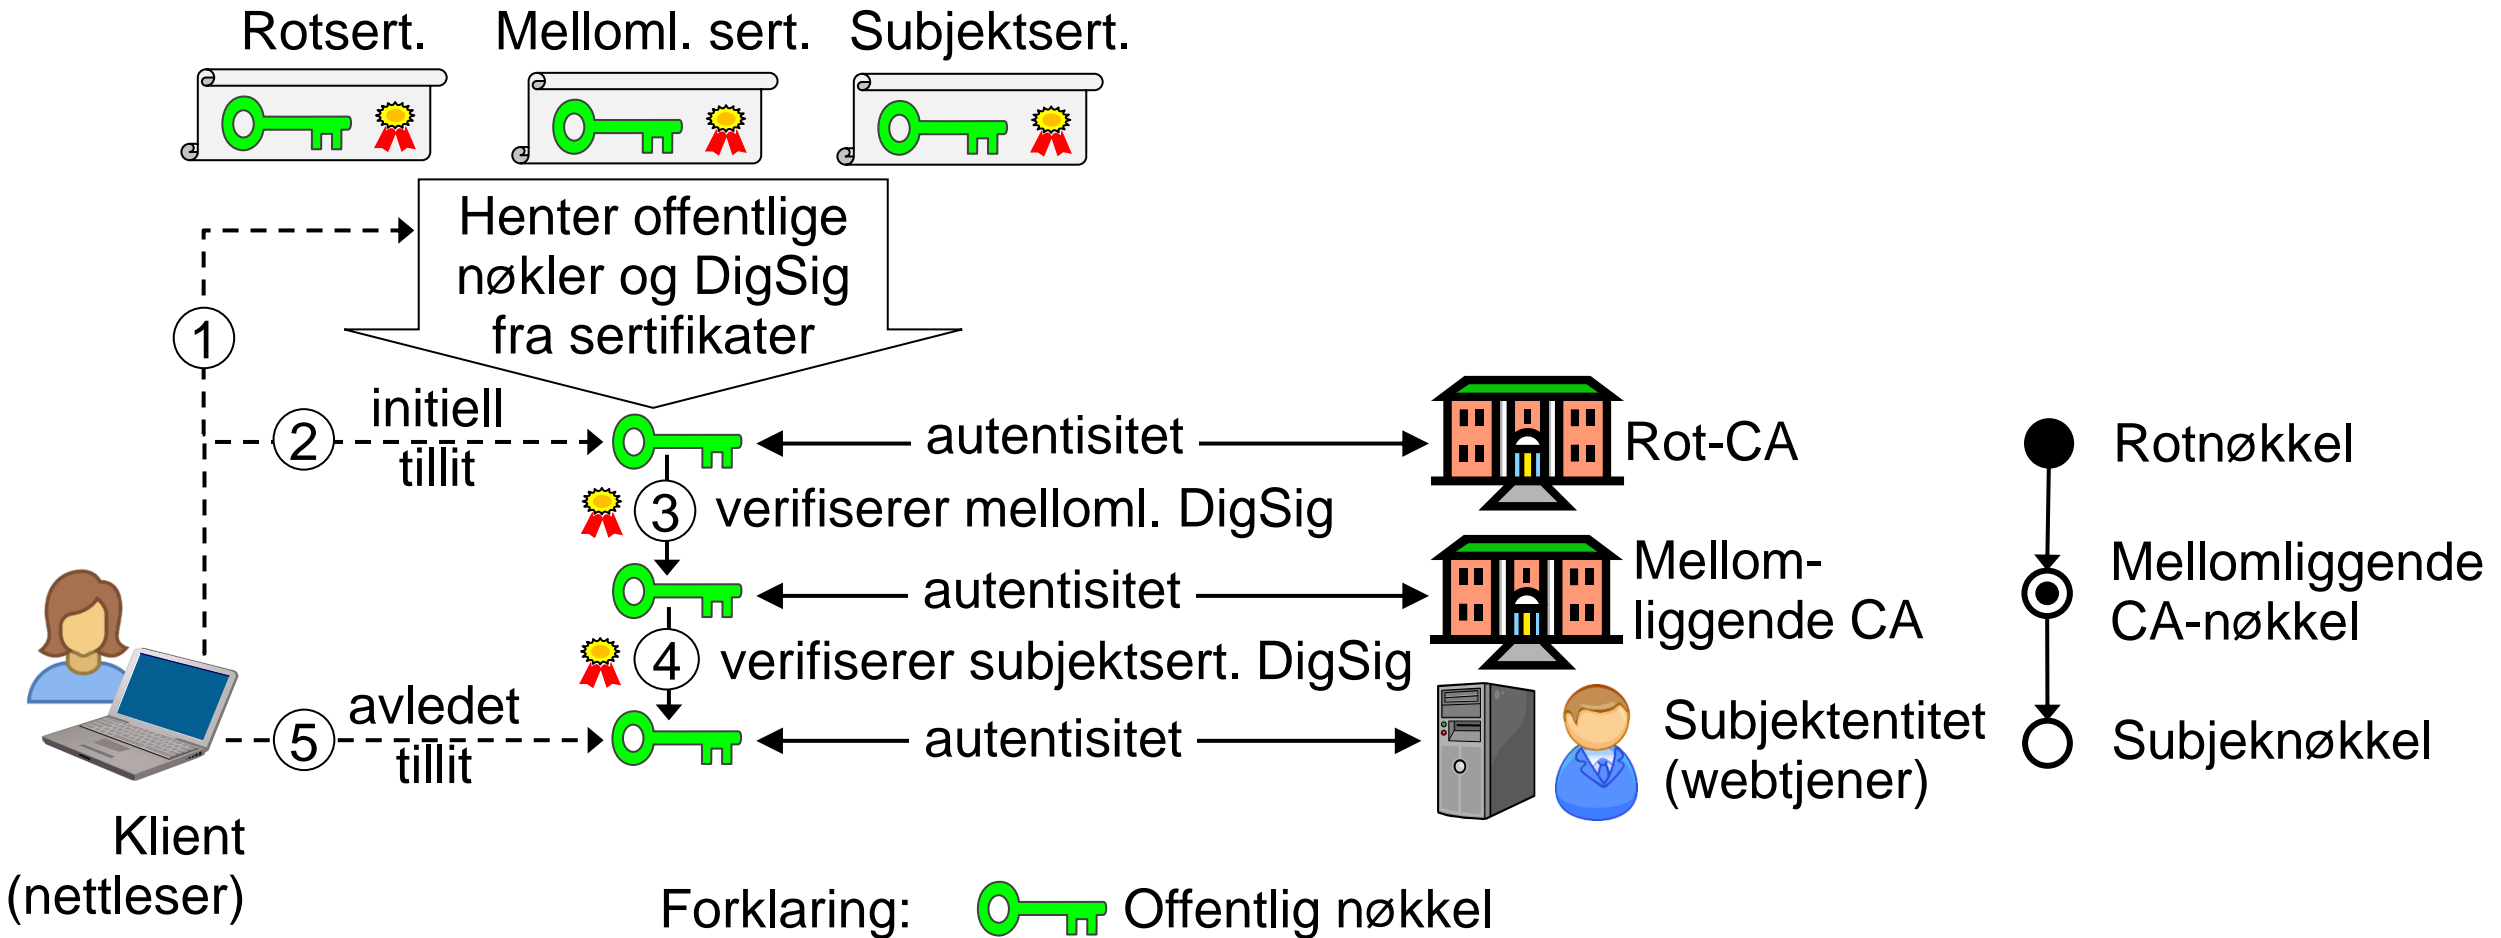 Rotsert.
Melloml. sert.
Subjektsert.
Henter offentlige
nøkler og DigSig
fra sertifikater
1
2
initiell
tillit
autentisitet
Rot-CA
Rotnøkkel
3
verifiserer melloml. DigSig
autentisitet
Mellom-
liggende CA
Mellomliggende
CA-nøkkel
4
verifiserer subjektsert. DigSig
5
avledet
tillit
autentisitet
Subjektentitet
(webtjener)
Subjeknøkkel
Klient
(nettleser)
Forklaring:
Offentlig nøkkel